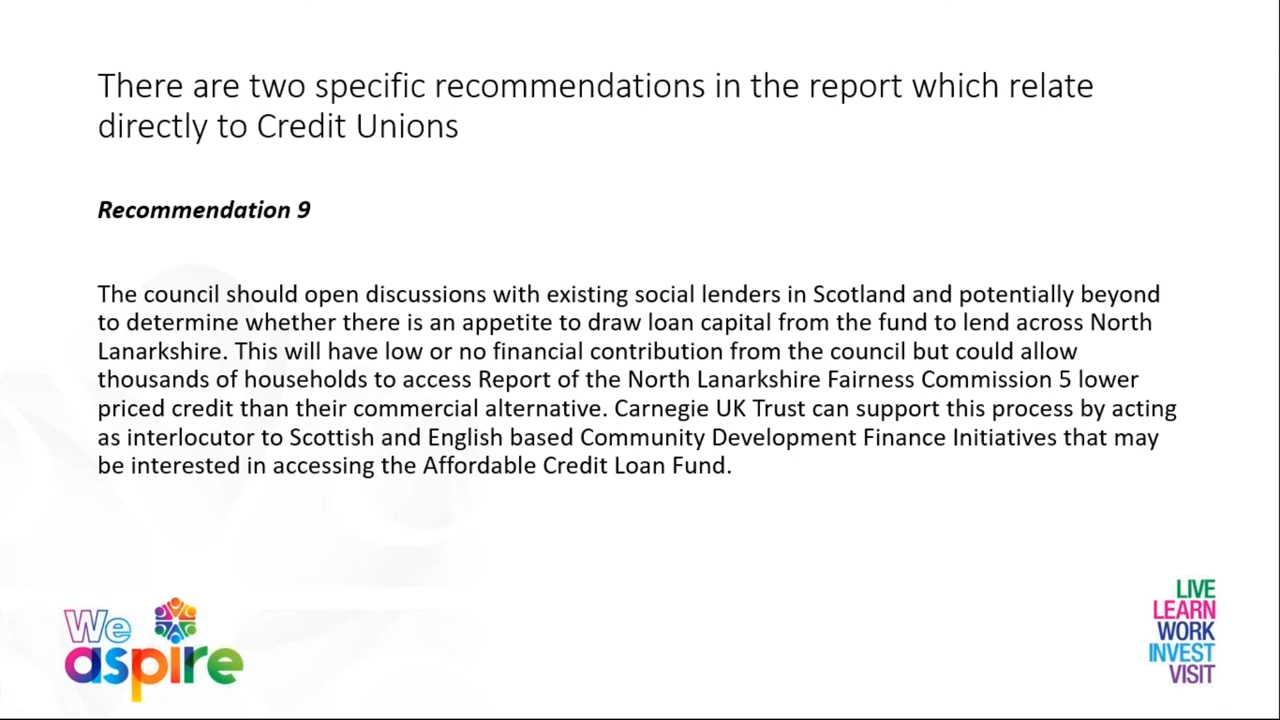 There are two specific recommendations in the report which relate
directly to Credit Unions
Recommendation 9
The council should open discussions with existing social lenders in Scotland and potentially beyond
to determine whether there is an appetite to draw loan capital from the fund to lend across North
Lanarkshire. This will have low or no financial contribution from the council but could allow
thousands of households to access Report of the North Lanarkshire Fairness Commission 5 lower
priced credit than their commercial alternative. Carnegie UK Trust can support this process by acting
as interlocutor to Scottish and English based Community Development Finance Initiatives that may
be interested in accessing the Affordable Credit Loan Fund.
We
aspire
LIVE
LEARN
WORK
INVEST
VISIT